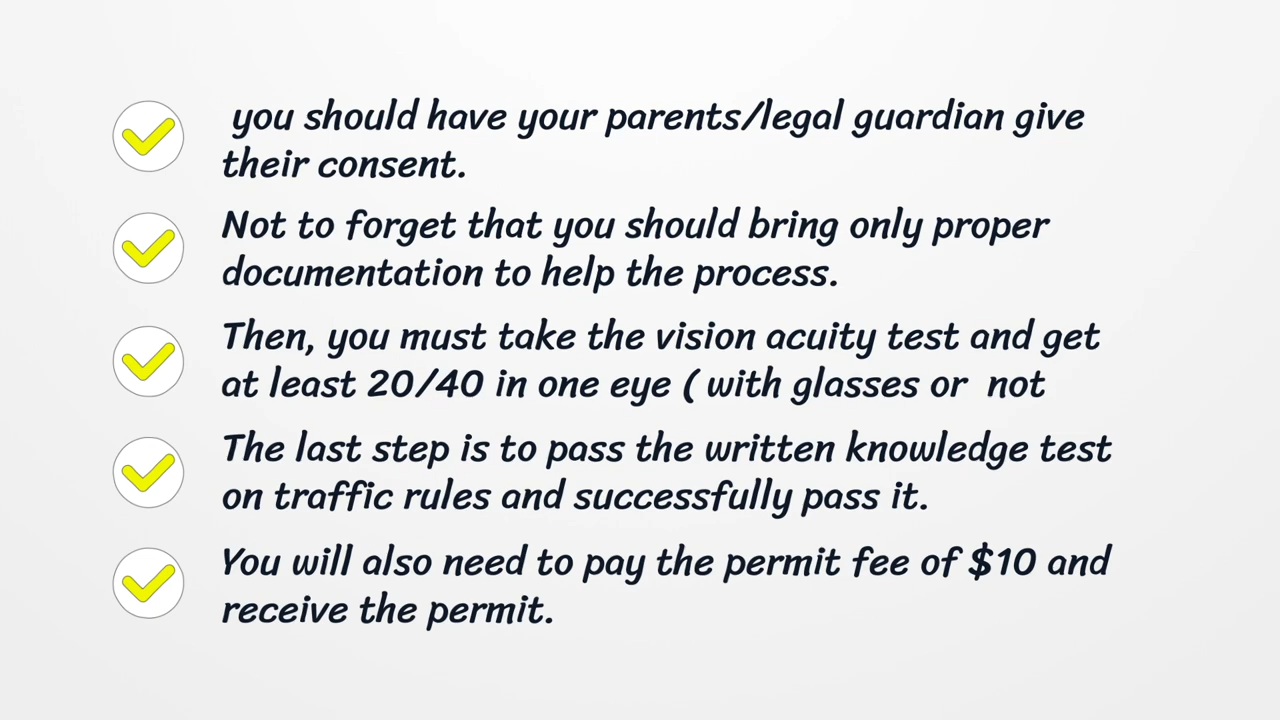 you should have your parents/legal guardian give
their consent.
Not to forget that you should bring only proper
documentation to help the process.
Then, you must take the vision acuity test and get
at least 20/40 in one eye ( with glasses or  not
The last step is to pass the written knowledge test
on traffic rules and successfully pass it.
You will also need to pay the permit fee of $10 and
receive the permit.